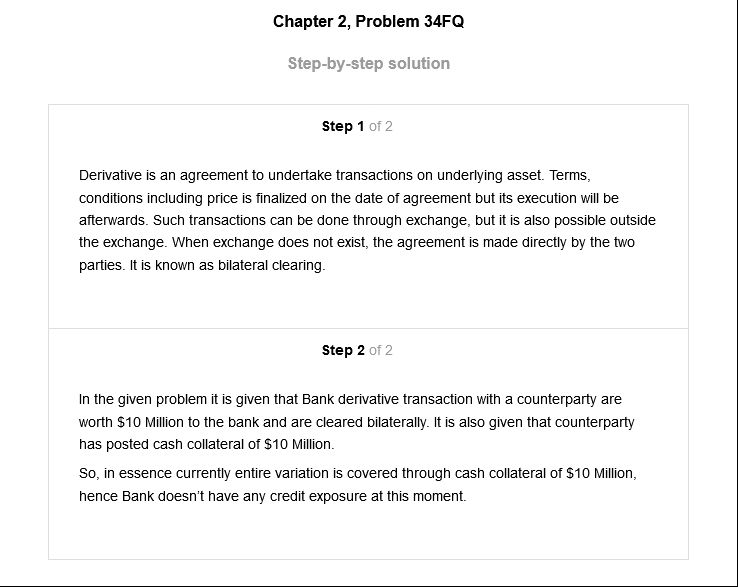 Chapter 2, Problem 34FQ
Step-by-step solution
Step 1 of 2
Derivative is an agreement to undertake transactions on underlying asset. Terms,
conditions including price is finalized on the date of agreement but its execution will be
afterwards. Such transactions can be done through exchange, but it is also possible outside
the exchange. When exchange does not exist, the agreement is made directly by the two
parties. It is known as bilateral clearing.
Step 2 of 2
In the given problem it is given that Bank derivative transaction with a counterparty are
worth $10 Million to the bank and are cleared bilaterally. It is also given that counterparty
has posted cash collateral of $10 Million.
So, in essence currently entire variation is covered through cash collateral of $10 Million,
hence Bank doesn't have any credit exposure at this moment.